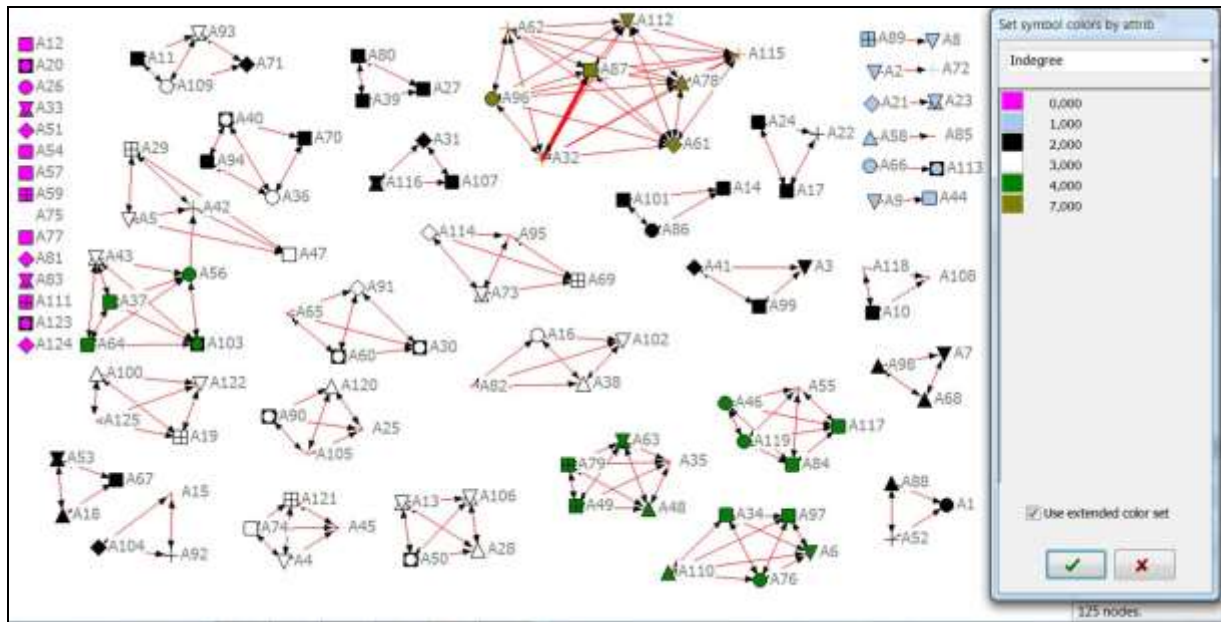 A12
A20
A26
A33
A51
A54
A57
A59
A75
A77
A81
A83
A111
A123
A124
A93
A11
A71
A109
A80
A27
A39
A62
A112
A115
A87
A78
A96
A32
A61
A89 A8
A2 A72
A21 A23
A58 A85
A66 A113
A9 A44
A40
A70
A94
A36
A31
A116 A107
A24
A22
A17
A29
A42
A5
A47
A101 A14
A86
A43
A56
A37
A64 A103
A114 A95
A73 A69
A41 A3
A99
A118 A108
A10
A91
A65
A60 A30
A16 A102
A82 A38
A98 A7
A68
A100 A122
A125
A19
A120
A90
A25
A105
A46 A55
A119 A117
A84
A53
A67
A18
A15
A104 A92
A121
A74 A45
A4
A13 A106
A50 A28
A63
A79 A35
A49 A48
A34 A97
A6
A110 A76
A88
A1
A52
Set symbol colors by attrib
Indegree
0,000
1,000
2,000
3,000
4,000
7,000
Use extended color set
125 nodes.